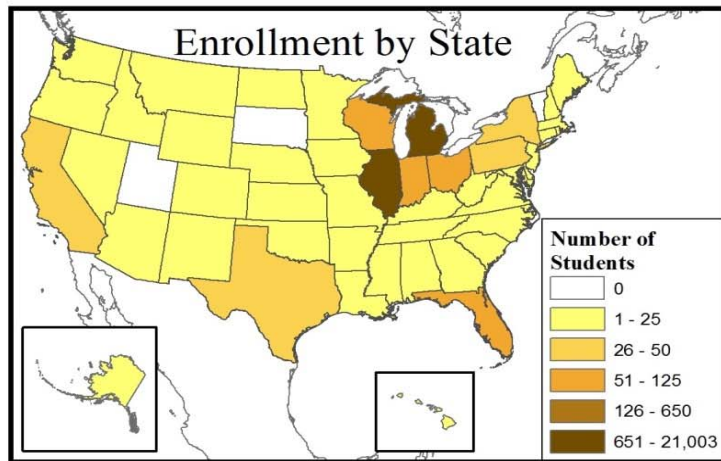 Enrollment by State
Number of
Students
0
1 - 25
26 - 50
51 - 125
126 - 650
651 - 21,003